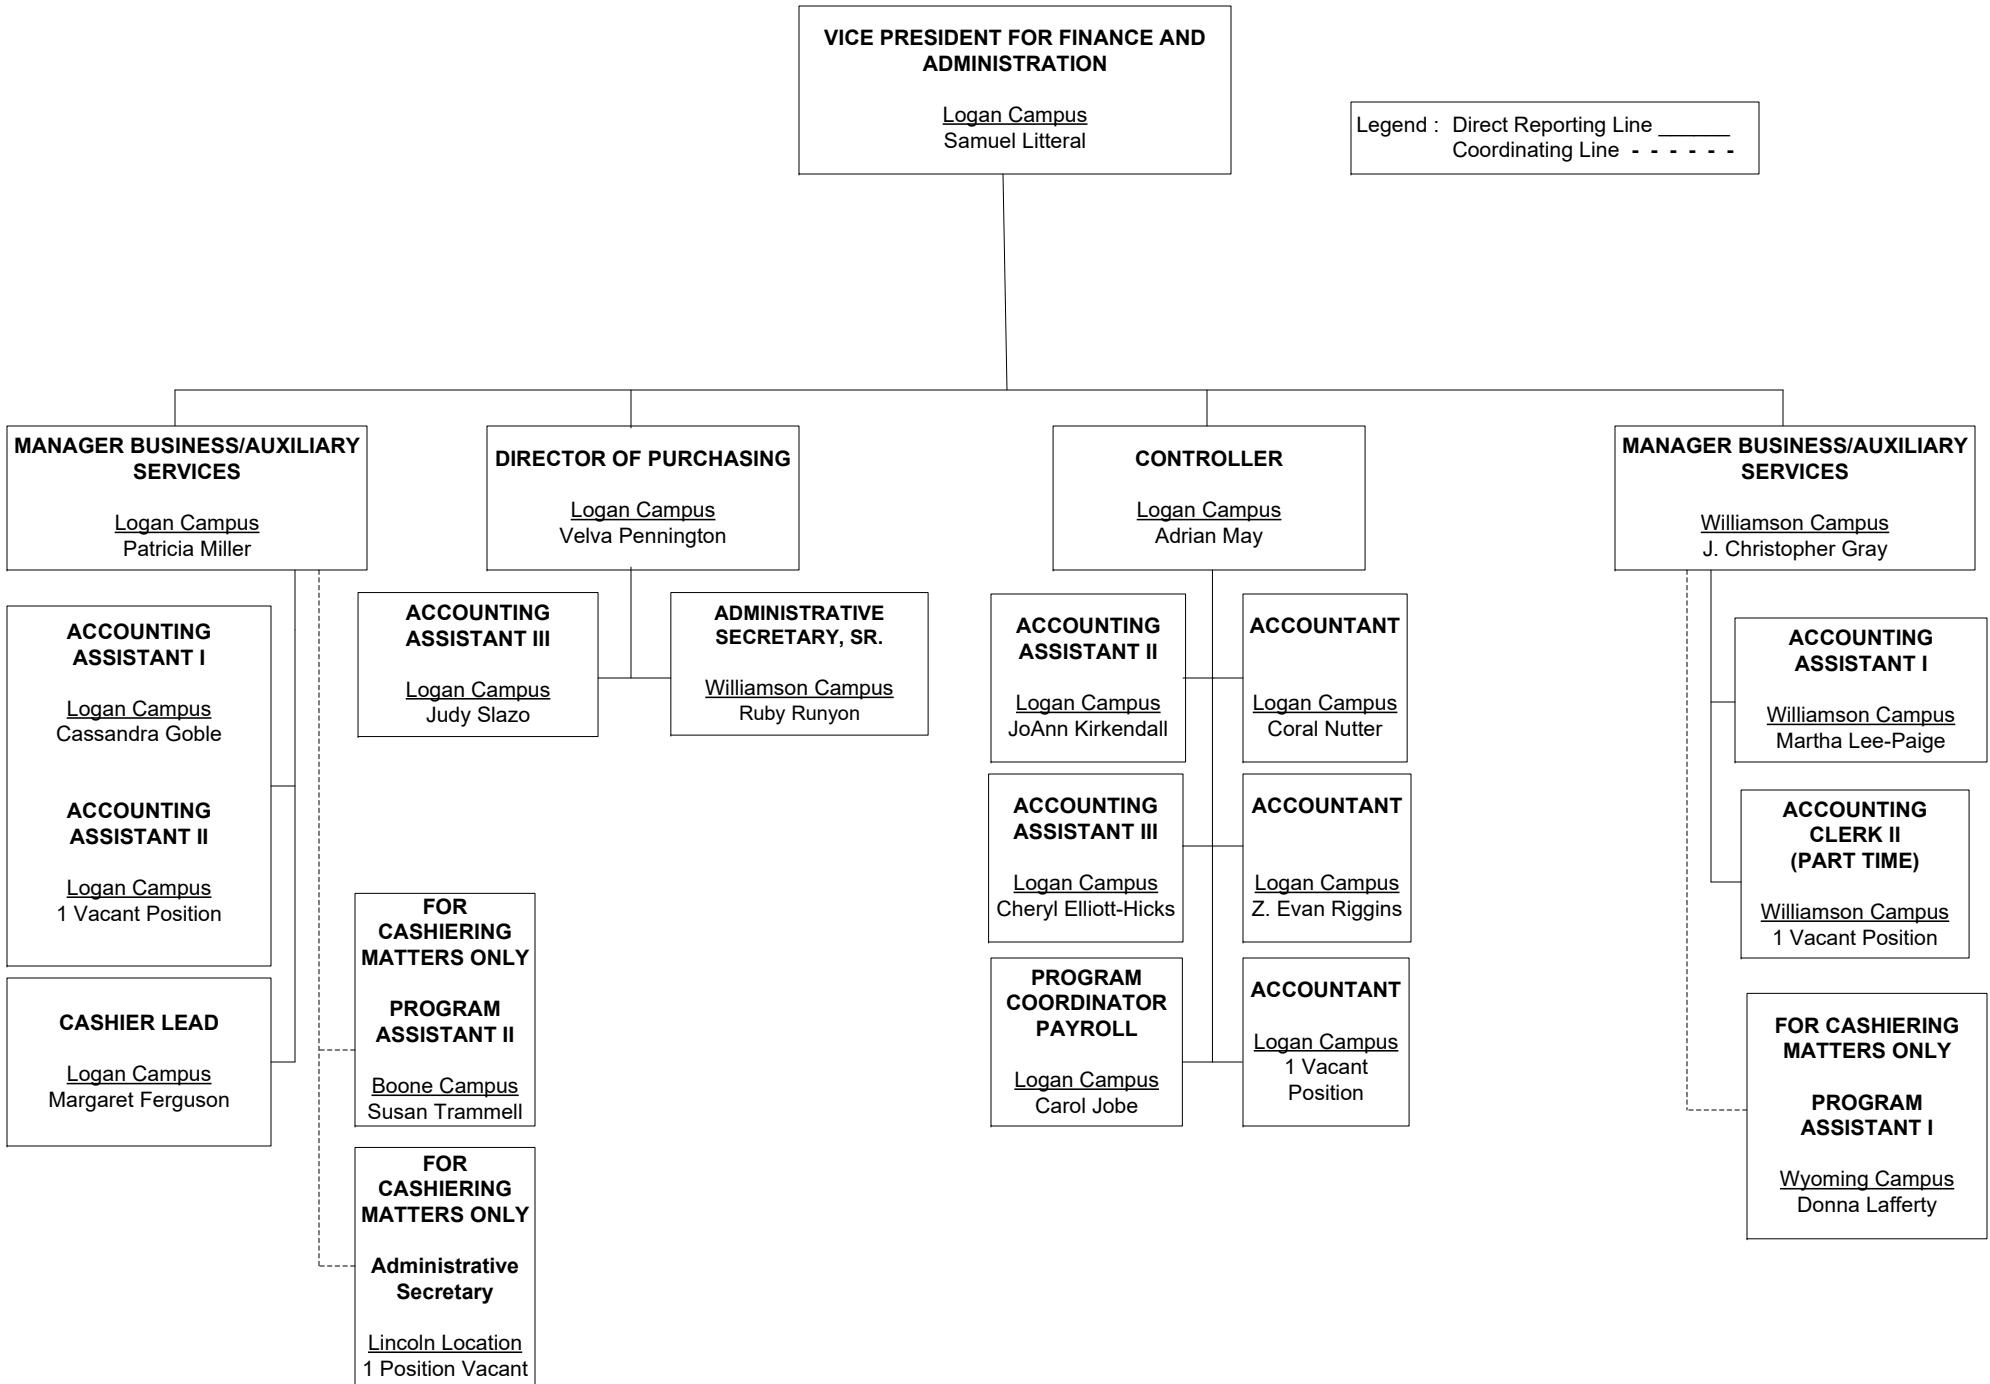 VICE PRESIDENT FOR FINANCE AND
ADMINISTRATION
Logan Campus
Samuel Litteral
Legend : Direct Reporting Line ______
Coordinating Line - - - - - -
MANAGER BUSINESS/AUXILIARY
SERVICES
Logan Campus
Patricia Miller
DIRECTOR OF PURCHASING
Logan Campus
Velva Pennington
CONTROLLER
Logan Campus
Adrian May
MANAGER BUSINESS/AUXILIARY
SERVICES
Williamson Campus
J. Christopher Gray
ACCOUNTING
ASSISTANT I
Logan Campus
Cassandra Goble
ACCOUNTING
ASSISTANT II
Logan Campus
1 Vacant Position
CASHIER LEAD
Logan Campus
Margaret Ferguson
FOR
CASHIERING
MATTERS ONLY
PROGRAM
ASSISTANT II
Boone Campus
Susan Trammell
FOR
CASHIERING
MATTERS ONLY
Administrative
Secretary
Lincoln Location
1 Position Vacant
ACCOUNTING
ASSISTANT III
Logan Campus
Judy Slazo
ADMINISTRATIVE
SECRETARY, SR.
Williamson Campus
Ruby Runyon
ACCOUNTING
ASSISTANT II
Logan Campus
JoAnn Kirkendall
ACCOUNTANT
Logan Campus
Coral Nutter
ACCOUNTING
ASSISTANT III
Logan Campus
Cheryl Elliott-Hicks
ACCOUNTANT
Logan Campus
Z. Evan Riggins
PROGRAM
COORDINATOR
PAYROLL
Logan Campus
Carol Jobe
ACCOUNTANT
Logan Campus
1 Vacant
Position
ACCOUNTING
ASSISTANT I
Williamson Campus
Martha Lee-Paige
ACCOUNTING
CLERK II
(PART TIME)
Williamson Campus
1 Vacant Position
FOR CASHIERING
MATTERS ONLY
PROGRAM
ASSISTANT I
Wyoming Campus
Donna Lafferty